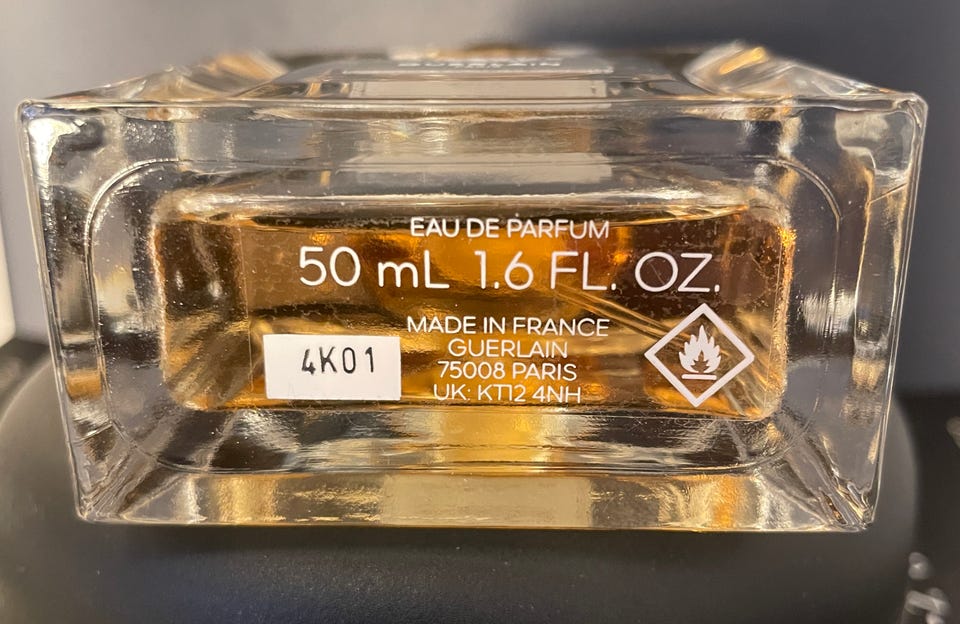 EAU DE PARFUM
50 mL 1.6 FL. OZ.
MADE IN FRANCE
GUERLAIN
75008 PARIS
UK: KT12 4NH
4K01